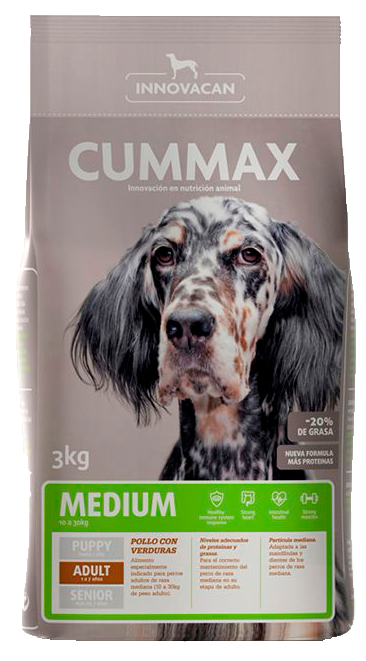 INNOVACAN
CUMMAX
Innovación en nutrición animal
-20%
DE GRASA
NUEVA FORMULA
MÁS PROTEINAS
3kg
MEDIUM
10 a 30kg
Healthy
immune system
response
Strong
heart
Intestinal
health
Strong
muscles
PUPPY
ADULT
1 a 7 años
SENIOR
POLLO CON
VERDURAS
Alimento
especialmente
indicado para perros
adultos de raza
mediana (10 a 30kg
de peso adulto).
Niveles adecuados
de proteínas y
grasas.
Para el correcto
mantenimiento del
perro de raza
mediana en su
etapa de adulto.
Partícula mediana.
Adaptada a las
mandíbulas y
dientes de los
perros de raza
mediana.